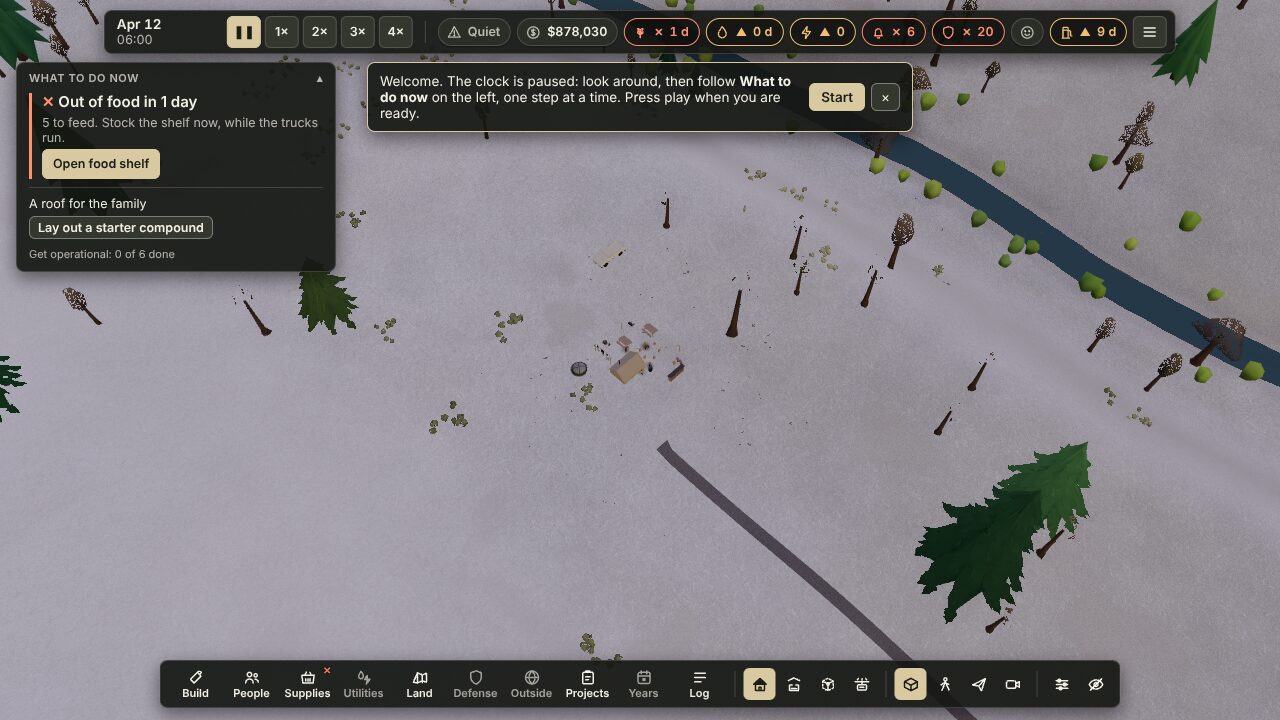 Apr 12
06:00
1×
2×
3×
4×
Quiet
$878,030
× 1 d
▲ 0 d
▲ 0
× 6
× 20
▲ 9 d
WHAT TO DO NOW
× Out of food in 1 day
5 to feed. Stock the shelf now, while the trucks
run.
Open food shelf
A roof for the family
Lay out a starter compound
Get operational: 0 of 6 done
Welcome. The clock is paused: look around, then follow What to
do now on the left, one step at a time. Press play when you are
ready.
Start
×
Build
People
Supplies
Utilities
Land
Defense
Outside
Projects
Years
Log